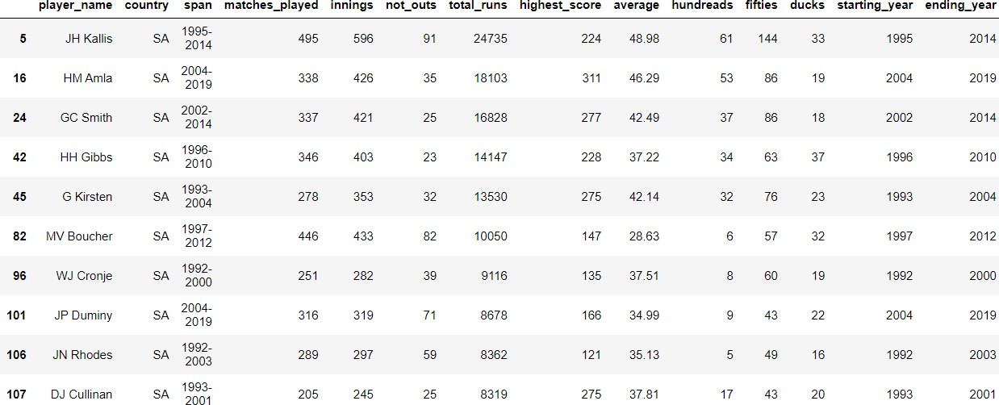 player_name country span matches_played innings not_outs total_runs highest_score average hundreads fifties ducks starting_year ending_year
5 JH Kallis SA 1995-2014 495 596 91 24735 224 48.98 61 144 33 1995 2014
16 HM Amla SA 2004-2019 338 426 35 18103 311 46.29 53 86 19 2004 2019
24 GC Smith SA 2002-2014 337 421 25 16828 277 42.49 37 86 18 2002 2014
42 HH Gibbs SA 1996-2010 346 403 23 14147 228 37.22 34 63 37 1996 2010
45 G Kirsten SA 1993-2004 278 353 32 13530 275 42.14 32 76 23 1993 2004
82 MV Boucher SA 1997-2012 446 433 82 10050 147 28.63 6 57 32 1997 2012
96 WJ Cronje SA 1992-2000 251 282 39 9116 135 37.51 8 60 19 1992 2000
101 JP Duminy SA 2004-2019 316 319 71 8678 166 34.99 9 43 22 2004 2019
106 JN Rhodes SA 1992-2003 289 297 59 8362 121 35.13 5 49 16 1992 2003
107 DJ Cullinan SA 1993-2001 205 245 25 8319 275 37.81 17 43 20 1993 2001